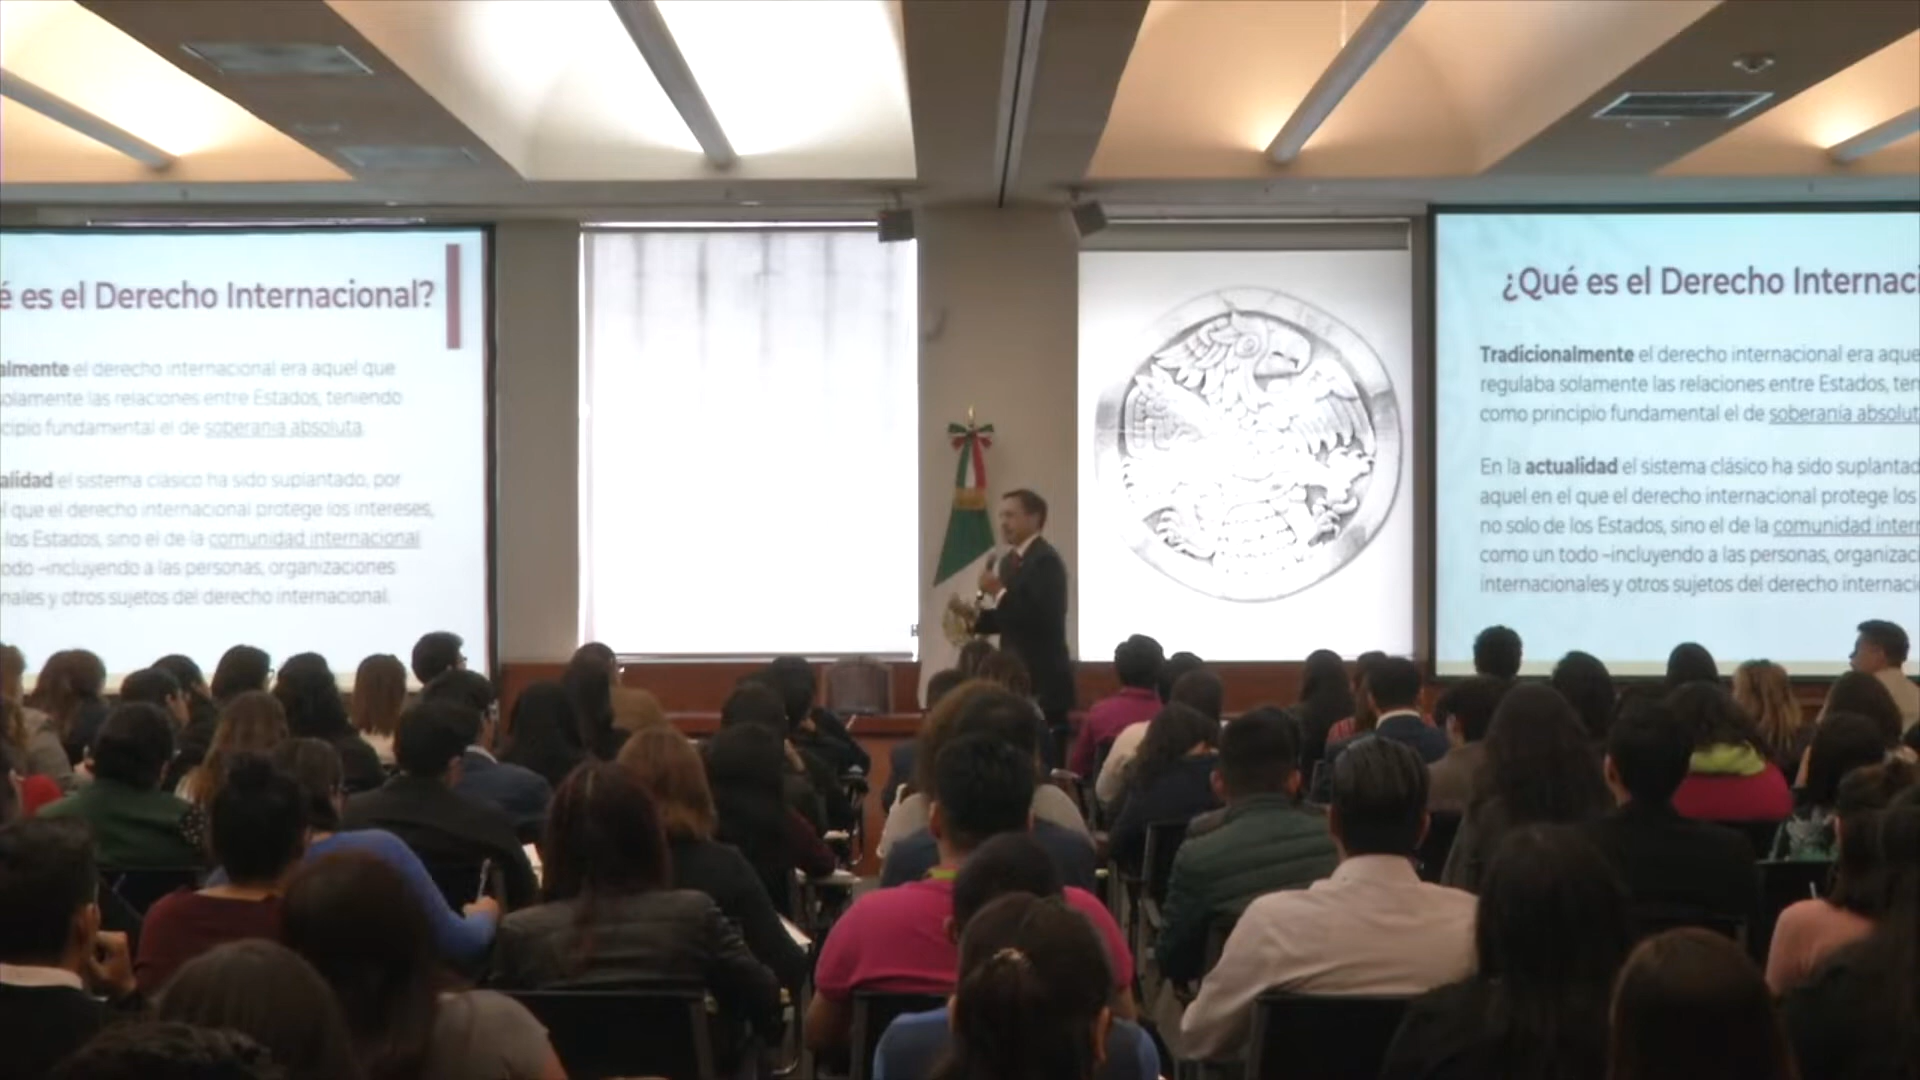 é es el Derecho Internacional?
almente el derecho internacional era aquel que
olamente las relaciones entre Estados, teniendo
cipio fundamental el de soberanía absoluta.
alidad el sistema clásico ha sido suplantado, por
l que el derecho internacional protege los intereses,
los Estados, sino el de la comunidad internacional
odo –incluyendo a las personas, organizaciones
nales y otros sujetos del derecho internacional.
¿Qué es el Derecho Internaci
Tradicionalmente el derecho internacional era aque
regulaba solamente las relaciones entre Estados, ten
como principio fundamental el de soberanía absolut
En la actualidad el sistema clásico ha sido suplantad
aquel en el que el derecho internacional protege los
no solo de los Estados, sino el de la comunidad inter
como un todo –incluyendo a las personas, organizaci
internacionales y otros sujetos del derecho internaci